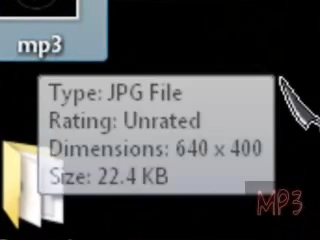 mp3
Type: JPG File
Rating: Unrated
Dimensions: 640 x 400
Size: 22.4 KB
MP3